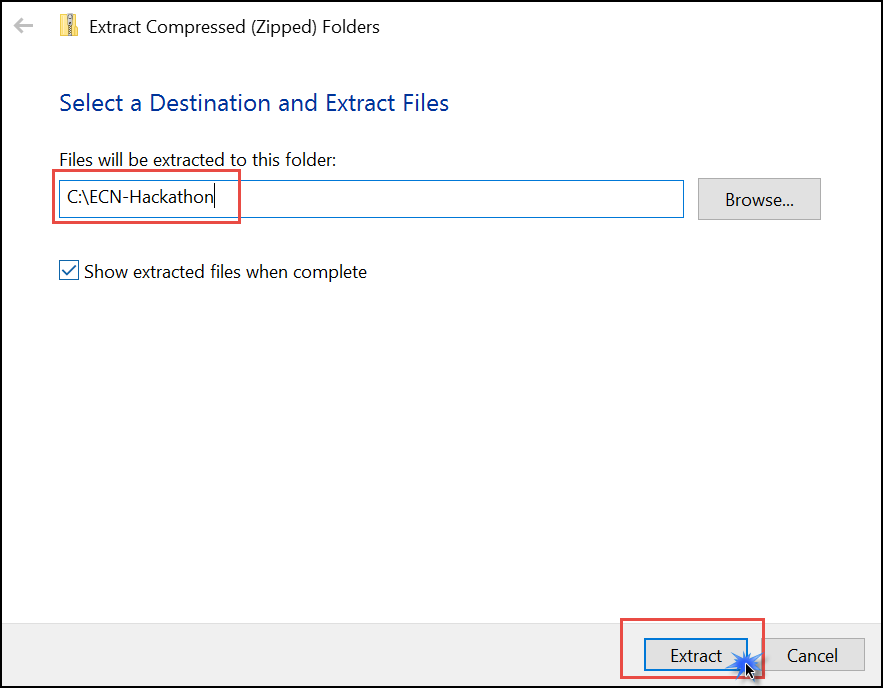 Extract Compressed (Zipped) Folders
Select a Destination and Extract Files
Files will be extracted to this folder:
C:\ECN-Hackathon
Browse...
Show extracted files when complete
Extract
Cancel